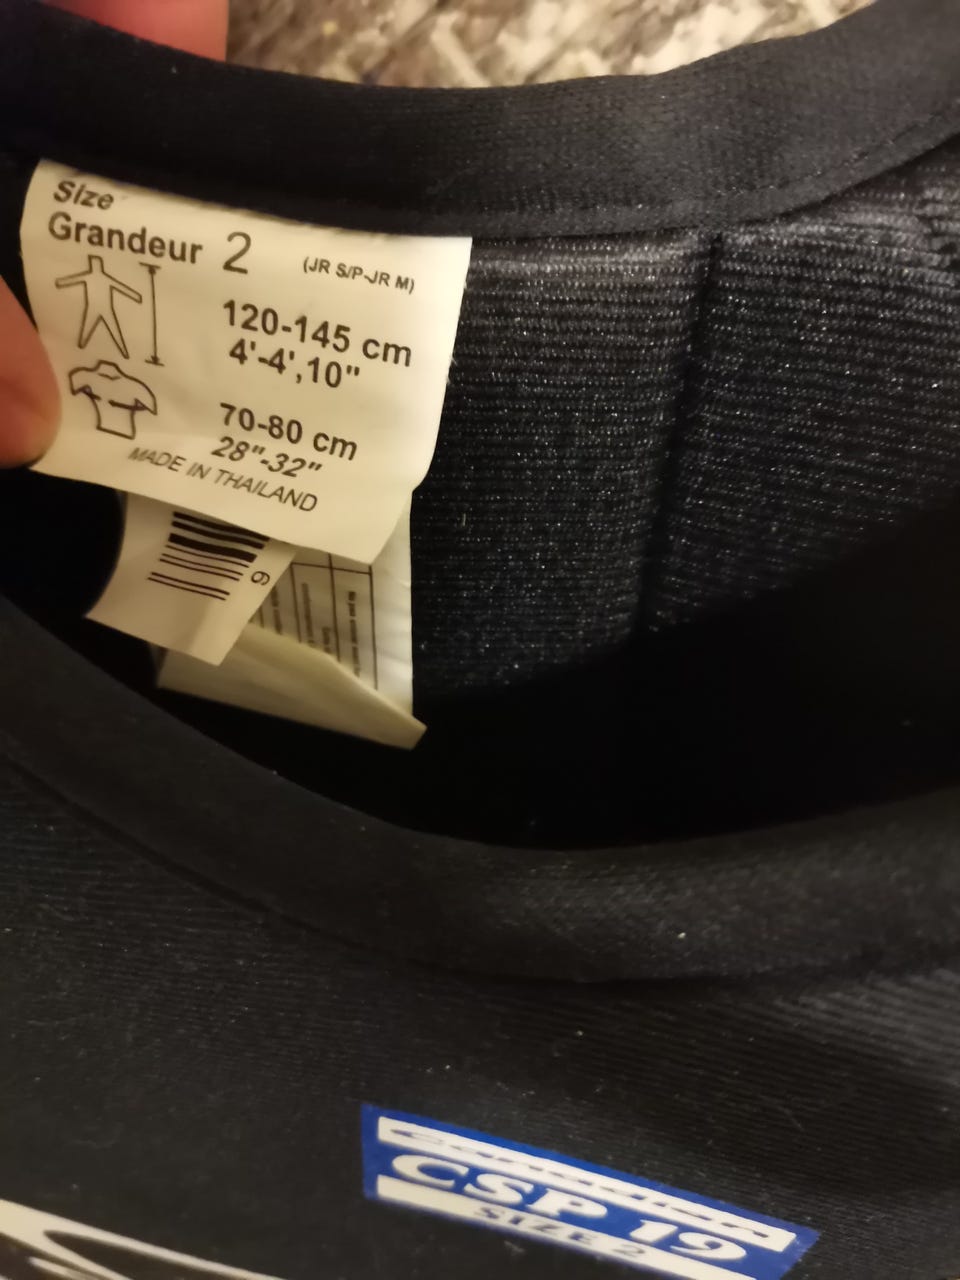 Size
Grandeur 2 (JR S/P-JR M)
120-145 cm
4'-4',10"
70-80 cm
28"-32"
MADE IN THAILAND
9
CSP 19
SIZE 2